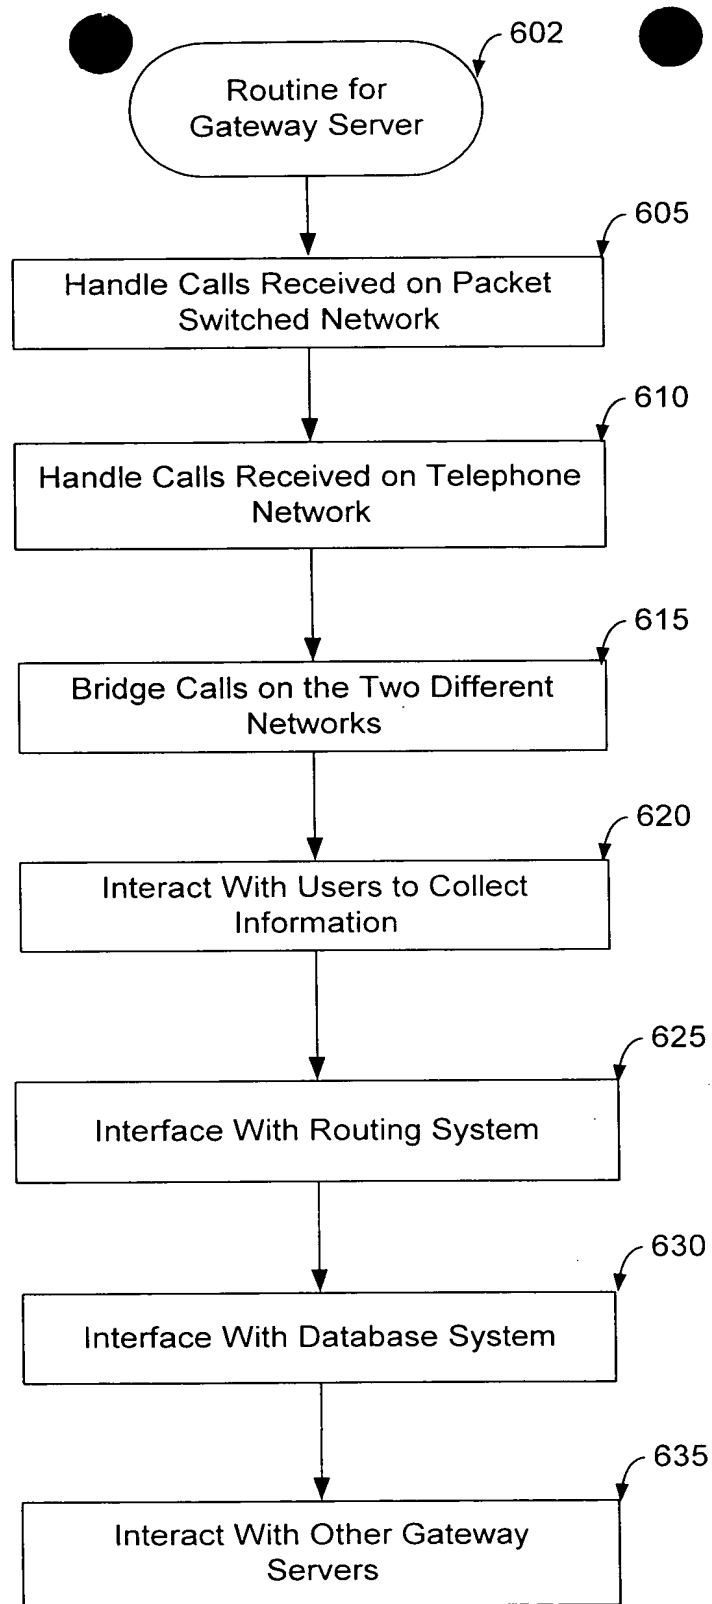 602
Routine for
Gateway Server
605
Handle Calls Received on Packet
Switched Network
610
Handle Calls Received on Telephone
Network
615
Bridge Calls on the Two Different
Networks
620
Interact With Users to Collect
Information
625
Interface With Routing System
630
Interface With Database System
635
Interact With Other Gateway
Servers